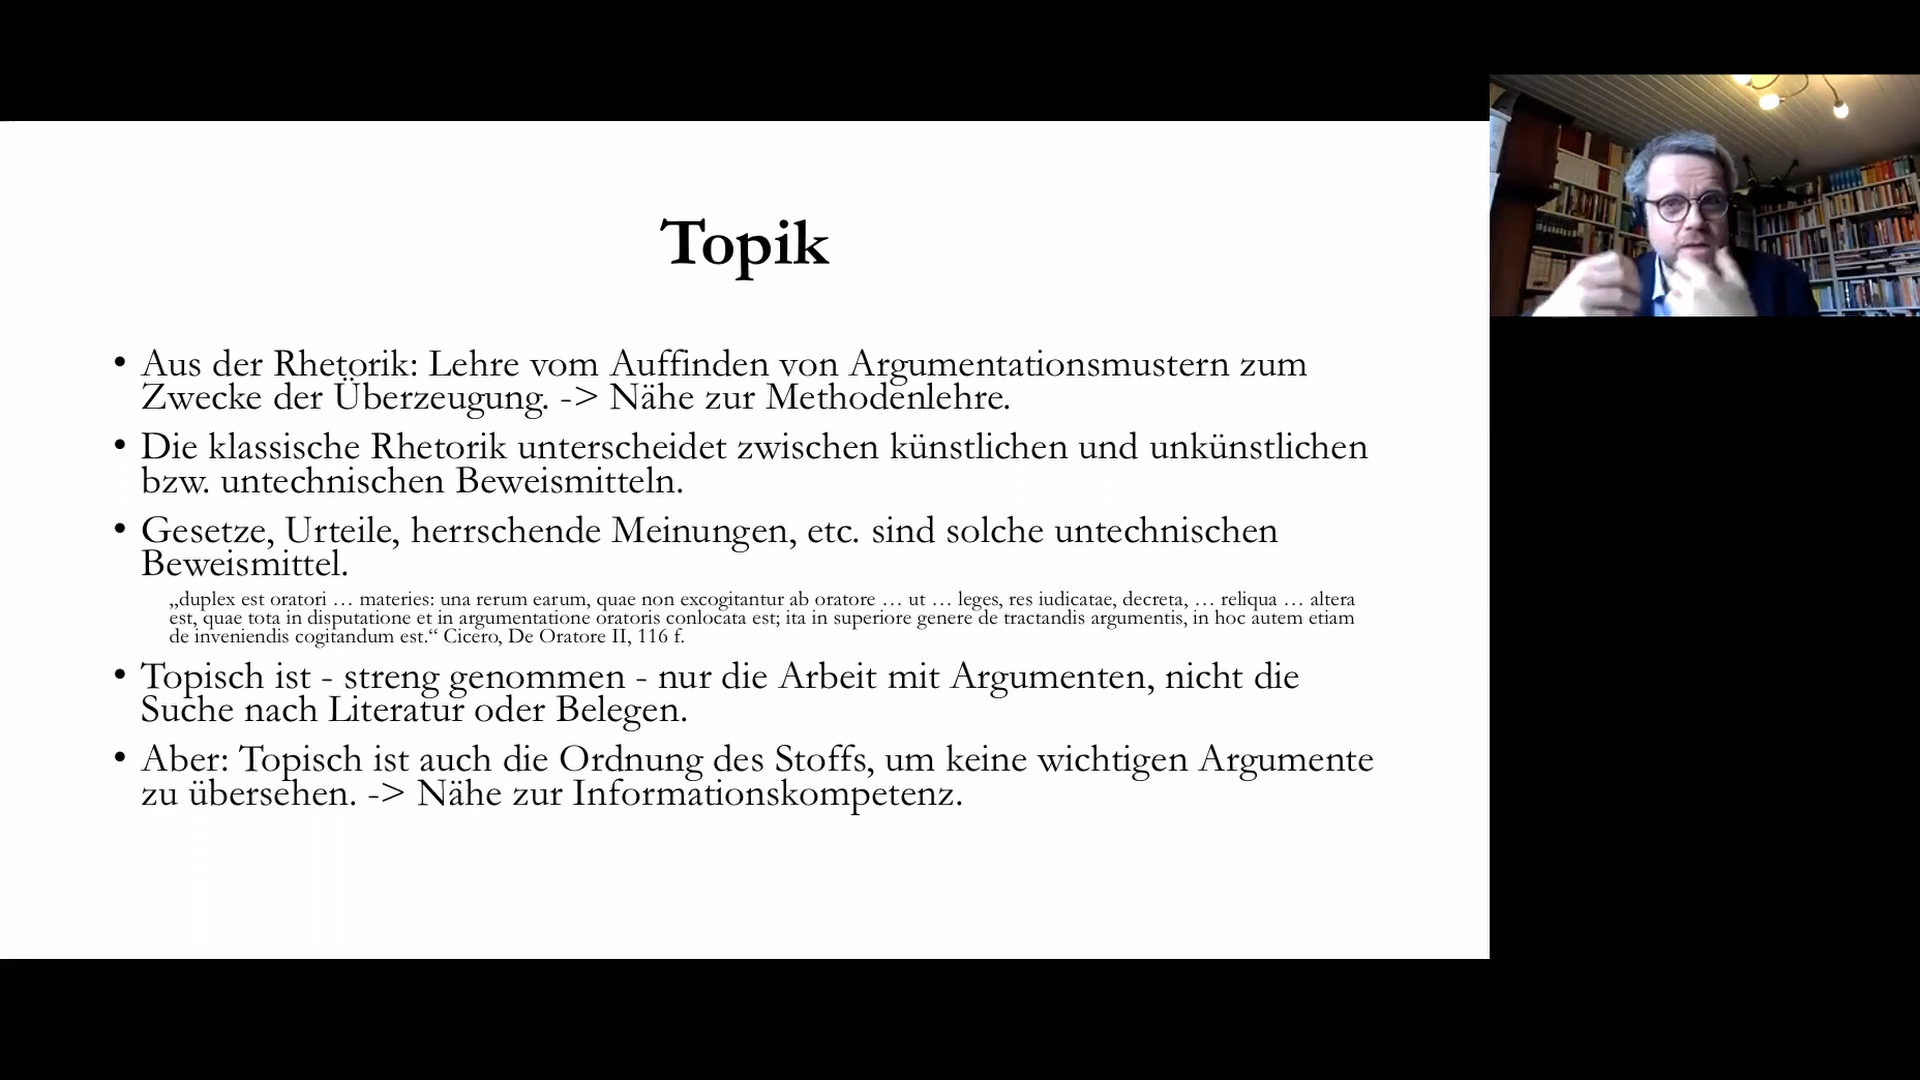 Topik
• Aus der Rhetorik: Lehre vom Auffinden von Argumentationsmustern zum
Zwecke der Überzeugung. -> Nähe zur Methodenlehre.
• Die klassische Rhetorik unterscheidet zwischen künstlichen und unkünstlichen
bzw. untechnischen Beweismitteln.
• Gesetze, Urteile, herrschende Meinungen, etc. sind solche untechnischen
Beweismittel.
„duplex est oratori … materies: una rerum earum, quae non excogitantur ab oratore … ut … leges, res iudicatae, decreta, … reliqua … altera
est, quae tota in disputatione et in argumentatione oratoris conlocata est; ita in superiore genere de tractandis argumentis, in hoc autem etiam
de inveniendis cogitandum est.“ Cicero, De Oratore II, 116 f.
• Topisch ist - streng genommen - nur die Arbeit mit Argumenten, nicht die
Suche nach Literatur oder Belegen.
• Aber: Topisch ist auch die Ordnung des Stoffs, um keine wichtigen Argumente
zu übersehen. -> Nähe zur Informationskompetenz.